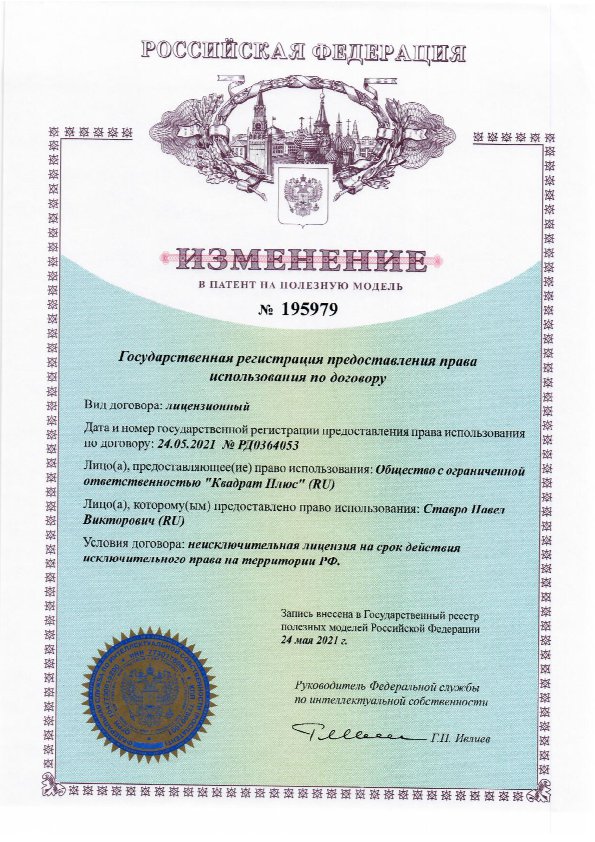 РОССИЙСКАЯ ФЕДЕРАЦИЯ
ИЗМЕНЕНИЕ
В ПАТЕНТ НА ПОЛЕЗНУЮ МОДЕЛЬ
№ 195979
Государственная регистрация предоставления права
использования по договору
Вид договора: лицензионный
Дата и номер государственной регистрации предоставления права использования
по договору: 24.05.2021 № РД0364053
Лицо(а), предоставляющее(ие) право использования: Общество с ограниченной
ответственностью "Квадрат Плюс" (RU)
Лицо(а), которому(ым) предоставлено право использования: Ставро Павел
Викторович (RU)
Условия договора: неисключительная лицензия на срок действия
исключительного права на территории РФ.
Запись внесена в Государственный реестр
полезных моделей Российской Федерации
24 мая 2021 г.
Руководитель Федеральной службы
по интеллектуальной собственности
Г.П. Ивлиев